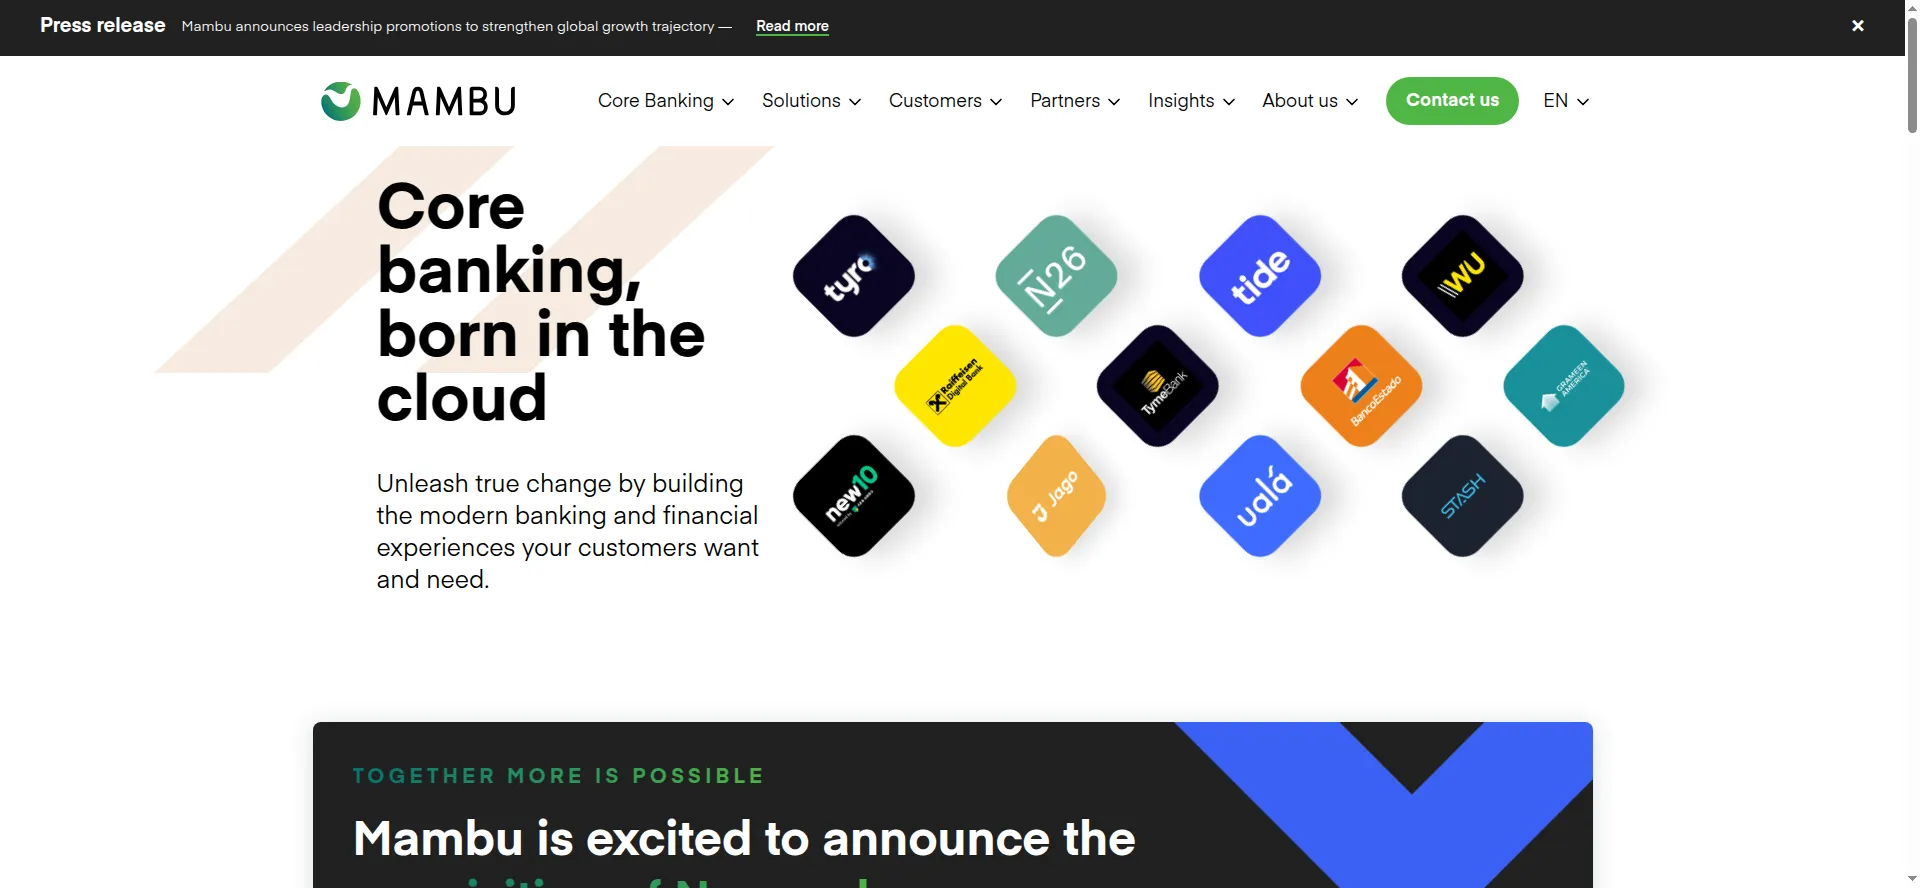 Press release Mambu announces leadership promotions to strengthen global growth trajectory — Read more ×
MAMBU
Core Banking Solutions Customers Partners Insights About us Contact us EN
Core
banking,
born in the
cloud
Unleash true change by building
the modern banking and financial
experiences your customers want
and need.
tyro
N26
tide
WU
Raiffeisen
Digital Bank
TymeBank
BancoEstado
GRAMEEN
AMERICA
new10
Jago
ualá
STASH
TOGETHER MORE IS POSSIBLE
Mambu is excited to announce the